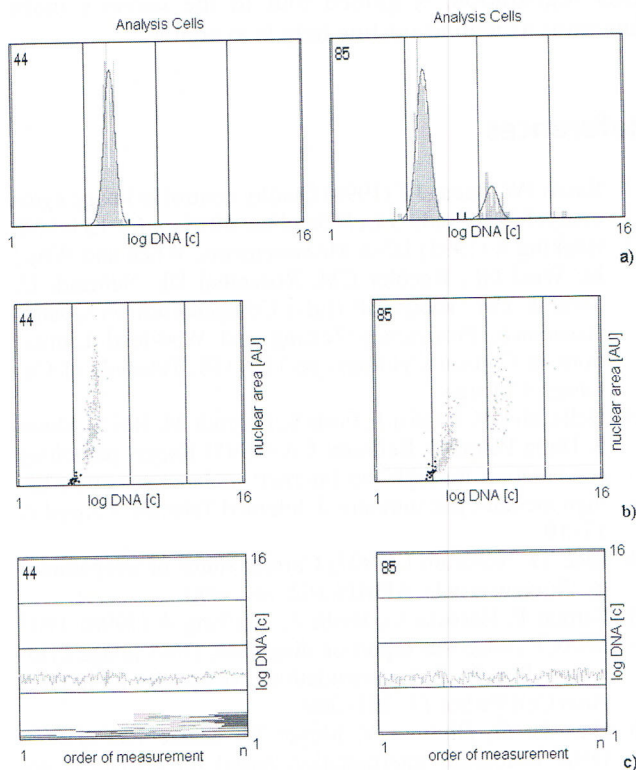 Analysis Cells
Analysis Cells
44
85
1
log DNA [c]
16
1
log DNA [c]
16
a)
44
85
nuclear area [AU]
nuclear area [AU]
1
log DNA [c]
16
1
log DNA [c]
16
b)
44
16
85
16
log DNA [c]
log DNA [c]
1
order of measurement
n
1
1
order of measurement
n
1
c)